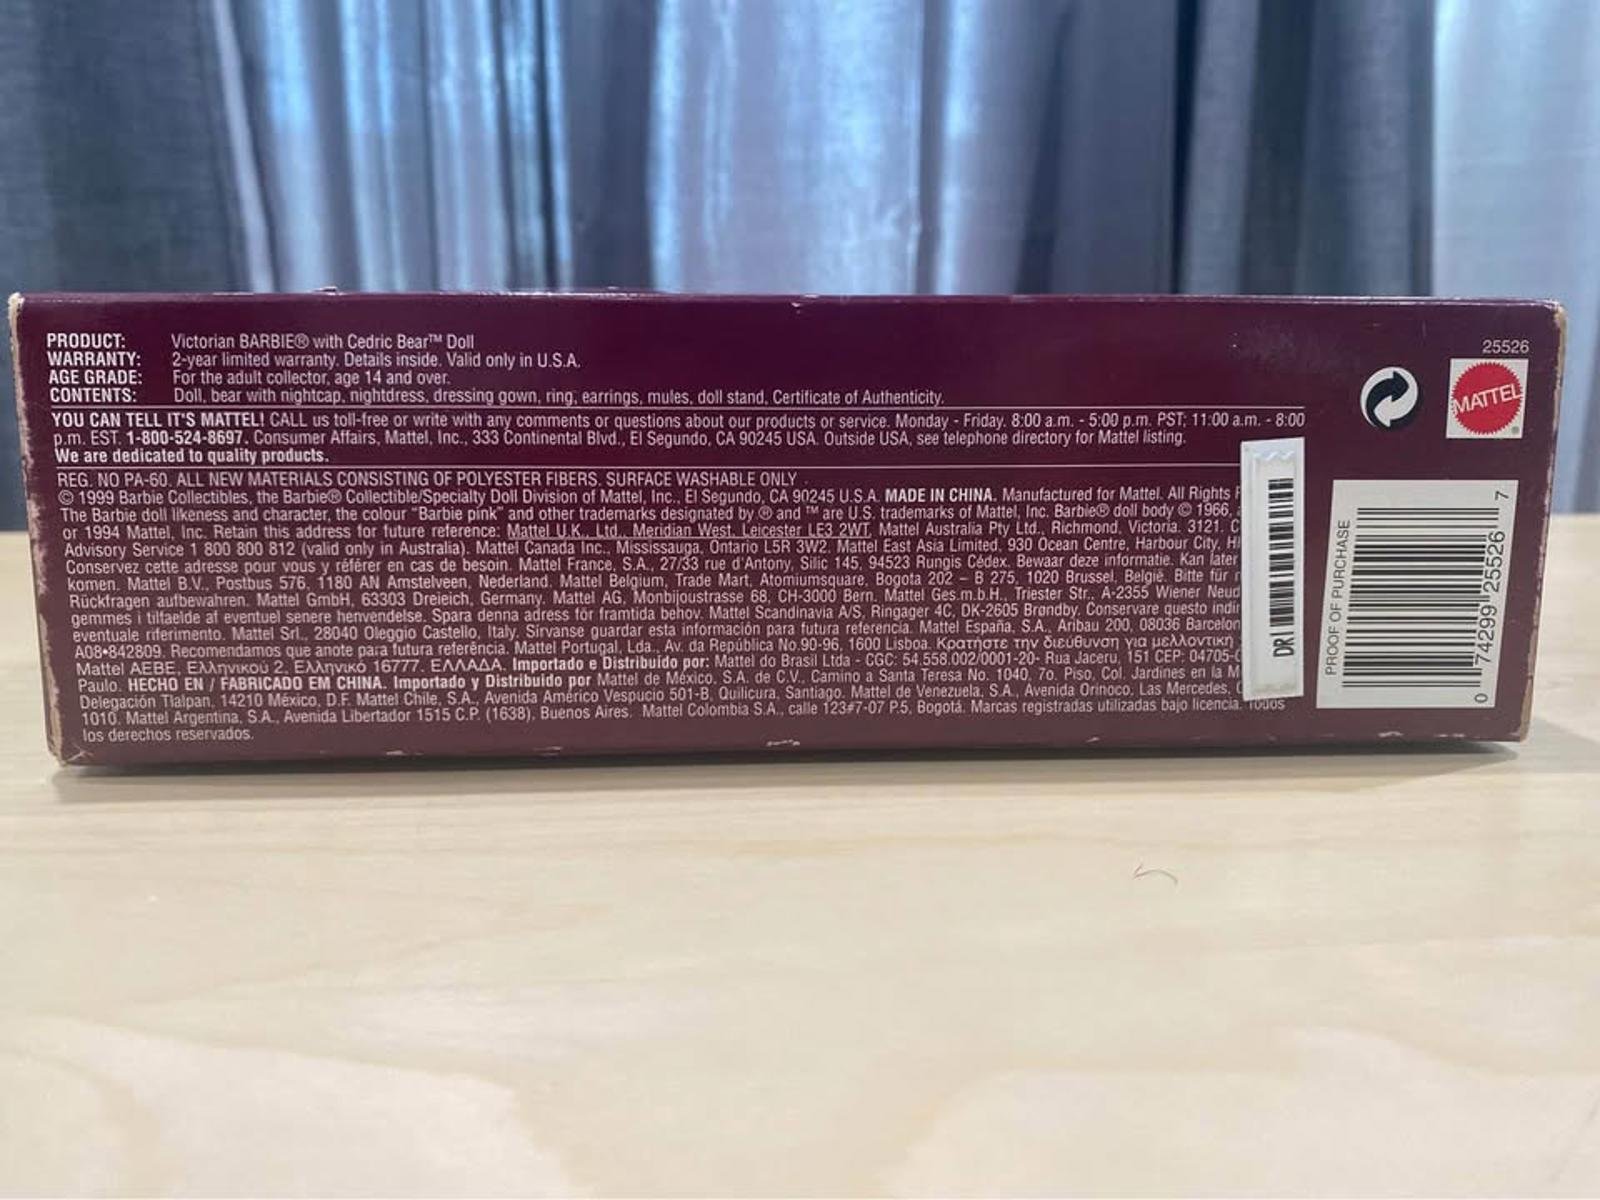 PRODUCT: Victorian BARBIE® with Cedric Bear™ Doll
WARRANTY: 2-year limited warranty. Details inside. Valid only in U.S.A.
AGE GRADE: For the adult collector, age 14 and over.
CONTENTS: Doll, bear with nightcap, nightdress, dressing gown, ring, earrings, mules, doll stand, Certificate of Authenticity.
YOU CAN TELL IT'S MATTEL! CALL us toll-free or write with any comments or questions about our products or service. Monday - Friday. 8:00 a.m. - 5:00 p.m. PST; 11:00 a.m. - 8:00
p.m. EST. 1-800-524-8697. Consumer Affairs, Mattel, Inc., 333 Continental Blvd., El Segundo, CA 90245 USA. Outside USA, see telephone directory for Mattel listing.
We are dedicated to quality products.
REG. NO PA-60. ALL NEW MATERIALS CONSISTING OF POLYESTER FIBERS. SURFACE WASHABLE ONLY
© 1999 Barbie Collectibles, the Barbie® Collectible/Specialty Doll Division of Mattel, Inc., El Segundo, CA 90245 U.S.A. MADE IN CHINA. Manufactured for Mattel. All Rights
The Barbie doll likeness and character, the colour "Barbie pink" and other trademarks designated by ® and ™ are U.S. trademarks of Mattel, Inc. Barbie® doll body © 1966,
or 1994 Mattel, Inc. Retain this address for future reference: Mattel U.K., Ltd., Meridian West, Leicester LE3 2WT. Mattel Australia Pty Ltd., Richmond. Victoria. 3121.
Advisory Service 1 800 800 812 (valid only in Australia). Mattel Canada Inc., Mississauga, Ontario L5R 3W2. Mattel East Asia Limited, 930 Ocean Centre, Harbour City,
Conservez cette adresse pour vous y référer en cas de besoin. Mattel France, S.A., 27/33 rue d'Antony, Silic 145, 94523 Rungis Cédex. Bewaar deze informatie. Kan later
komen. Mattel B.V., Postbus 576, 1180 AN Amstelveen, Nederland. Mattel Belgium, Trade Mart, Atomiumsquare, Bogota 202 – B 275, 1020 Brussel, België. Bitte für
Rückfragen aufbewahren. Mattel GmbH, 63303 Dreieich, Germany. Mattel AG, Monbijoustrasse 68, CH-3000 Bern. Mattel Ges.m.b.H., Triester Str., A-2355 Wiener Neud
gemmes i tilfaelde af eventuel senere henvendelse. Spara denna adress för framtida behov. Mattel Scandinavia A/S, Ringager 4C, DK-2605 Brøndby. Conservare questo indir
eventuale riferimento. Mattel Srl., 28040 Oleggio Castello, Italy. Sírvanse guardar esta información para futura referencia. Mattel España, S.A., Aribau 200, 08036 Barcelon
A08•842809. Recomendamos que anote para futura referência. Mattel Portugal, Lda., Av. da República No.90-96, 1600 Lisboa. Κρατήστε την διεύθυνση για μελλοντική
Mattel AEBE, Ελληνικού 2, Ελληνικό 16777. ΕΛΛΑΔΑ. Importado e Distribuído por: Mattel do Brasil Ltda - CGC: 54.558.002/0001-20- Rua Jaceru, 151 CEP: 04705-
Paulo. HECHO EN / FABRICADO EM CHINA. Importado y Distribuido por Mattel de México, S.A. de C.V., Camino a Santa Teresa No. 1040, 7o. Piso, Col. Jardines en la M
Delegación Tlalpan, 14210 México, D.F. Mattel Chile, S.A., Avenida Américo Vespucio 501-B, Quilicura, Santiago. Mattel de Venezuela, S.A., Avenida Orinoco, Las Mercedes,
1010. Mattel Argentina, S.A., Avenida Libertador 1515 C.P. (1638), Buenos Aires. Mattel Colombia S.A., calle 123#7-07 P.5, Bogotá. Marcas registradas utilizadas bajo licencia. Todos
los derechos reservados.
DRI
25526
MATTEL®
PROOF OF PURCHASE
0 74299 25526 7